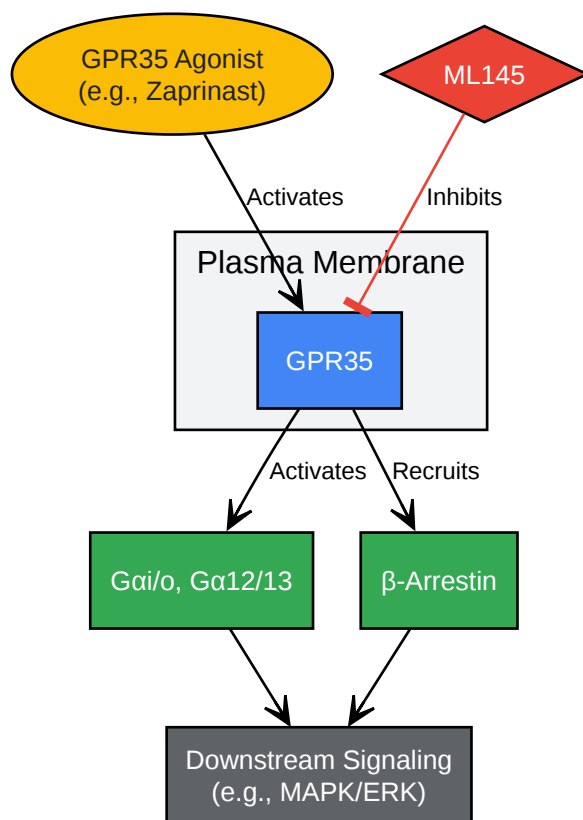 GPR35 Agonist
(e.g., Zaprinast)
ML145
Activates
Inhibits
Plasma Membrane
GPR35
Activates
Recruits
Gαi/o, Gα12/13
β-Arrestin
Downstream Signaling
(e.g., MAPK/ERK)